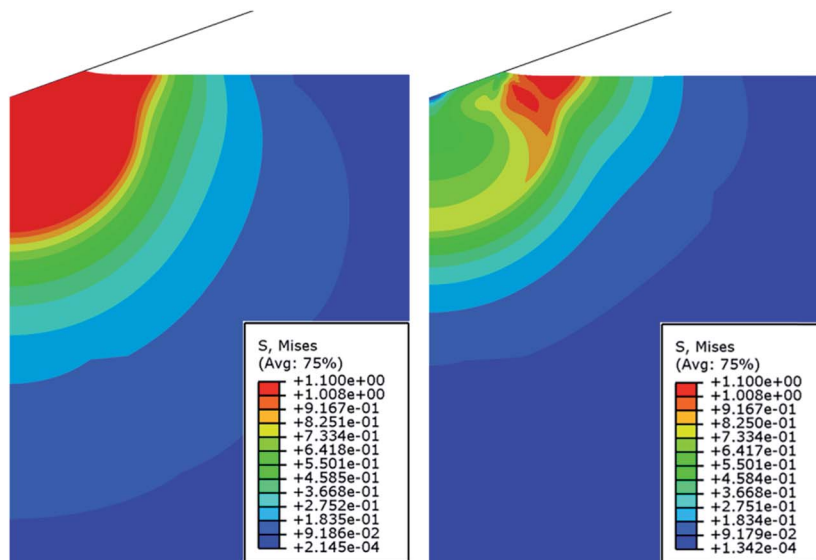 S, Mises
(Avg: 75%)
+1.100e+00
+1.008e+00
+9.167e-01
+8.251e-01
+7.334e-01
+6.418e-01
+5.501e-01
+4.585e-01
+3.668e-01
+2.752e-01
+1.835e-01
+9.186e-02
+2.145e-04
S, Mises
(Avg: 75%)
+1.100e+00
+1.008e+00
+9.167e-01
+8.250e-01
+7.334e-01
+6.418e-01
+5.501e-01
+4.585e-01
+3.668e-01
+2.751e-01
+1.834e-01
+9.179e-02
+1.342e-04